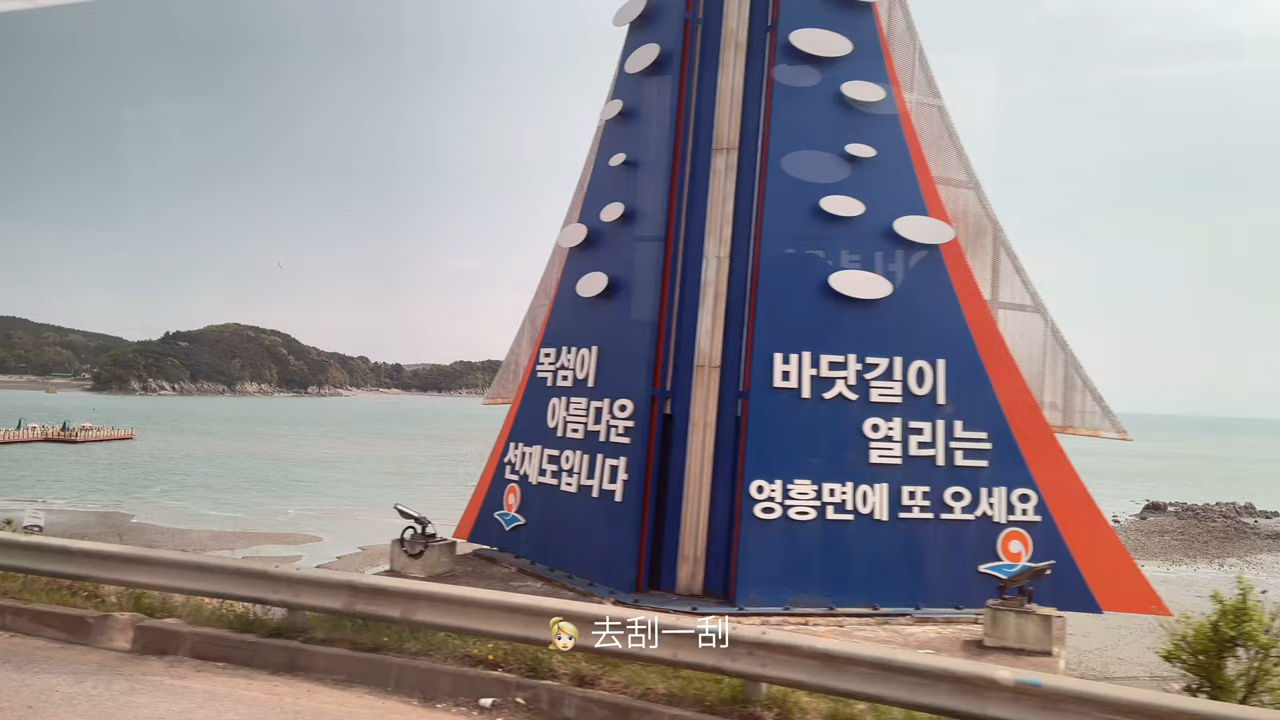 목섬이
아름다운
선재도입니다
바닷길이
열리는
영흥면에 또 오세요
去刮一刮